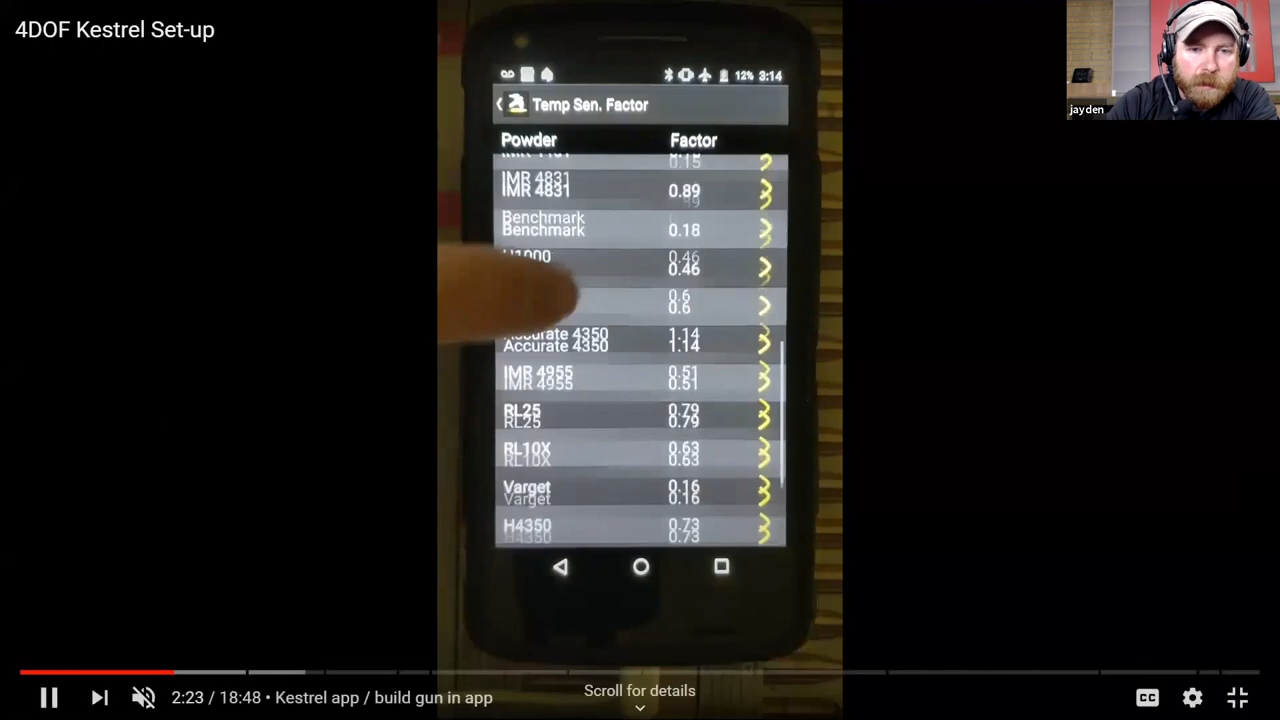 4DOF Kestrel Set-up
jayden
12% 3:14
Temp Sen. Factor
Powder Factor
0.15
IMR 4831 0.89
Benchmark 0.18
H1000 0.46
0.6
Accurate 4350 1.14
IMR 4955 0.51
RL25 0.79
RL10X 0.63
Varget 0.16
H4350 0.73
2:23 / 18:48 • Kestrel app / build gun in app
Scroll for details
CC